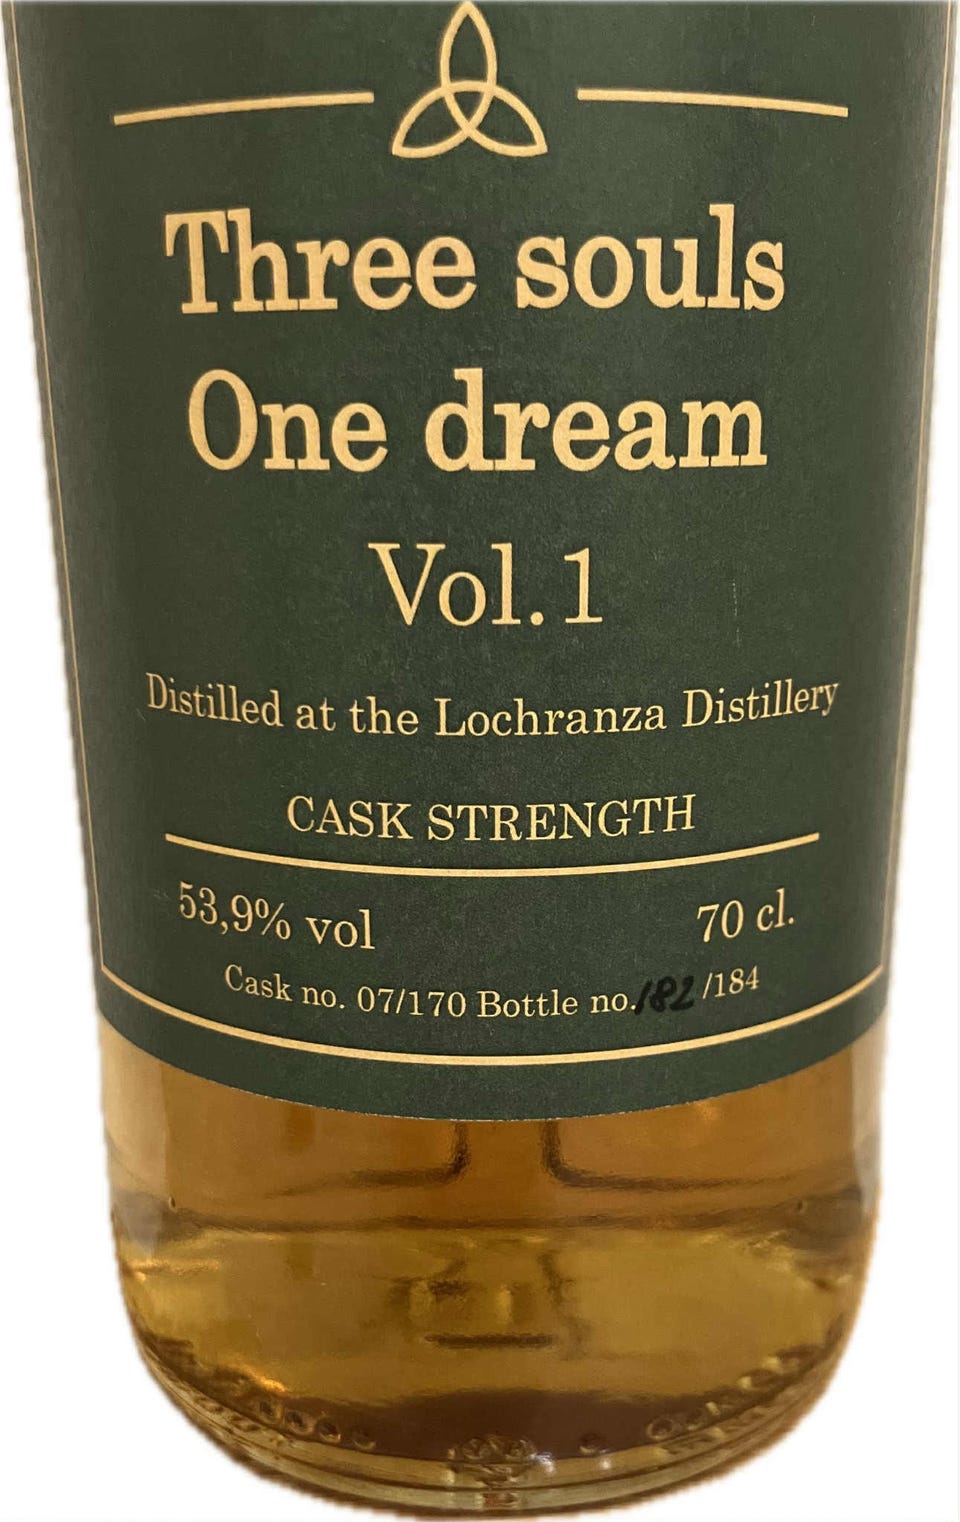 Three souls
One dream
Vol.1
Distilled at the Lochranza Distillery
CASK STRENGTH
53,9% vol 70 cl.
Cask no. 07/170 Bottle no.182/184